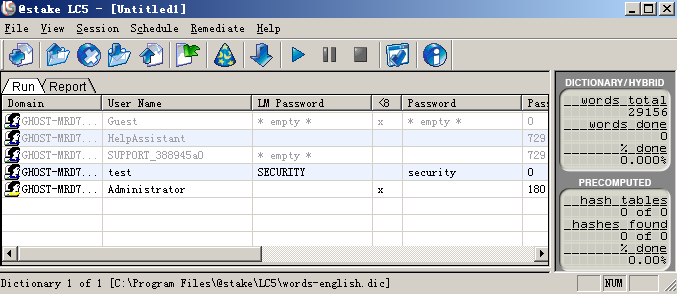 @stake LC5 - [Untitled1]
File View Session Schedule Remediate Help
Run Report
Domain User Name LM Password <8 Password Pass
GHOST-MRD7... Guest * empty * x * empty * 0
GHOST-MRD7... HelpAssistant 729
GHOST-MRD7... SUPPORT_388945a0 * empty * 729
GHOST-MRD7... test SECURITY security 0
GHOST-MRD7... Administrator x 180
DICTIONARY/HYBRID
words total
29156
words done
0
% done
0.000%
PRECOMPUTED
hash tables
0 of 0
hashes found
0 of 0
% done
0.00%
Dictionary 1 of 1 [C:\Program Files\@stake\LC5\words-english.dic] NUM